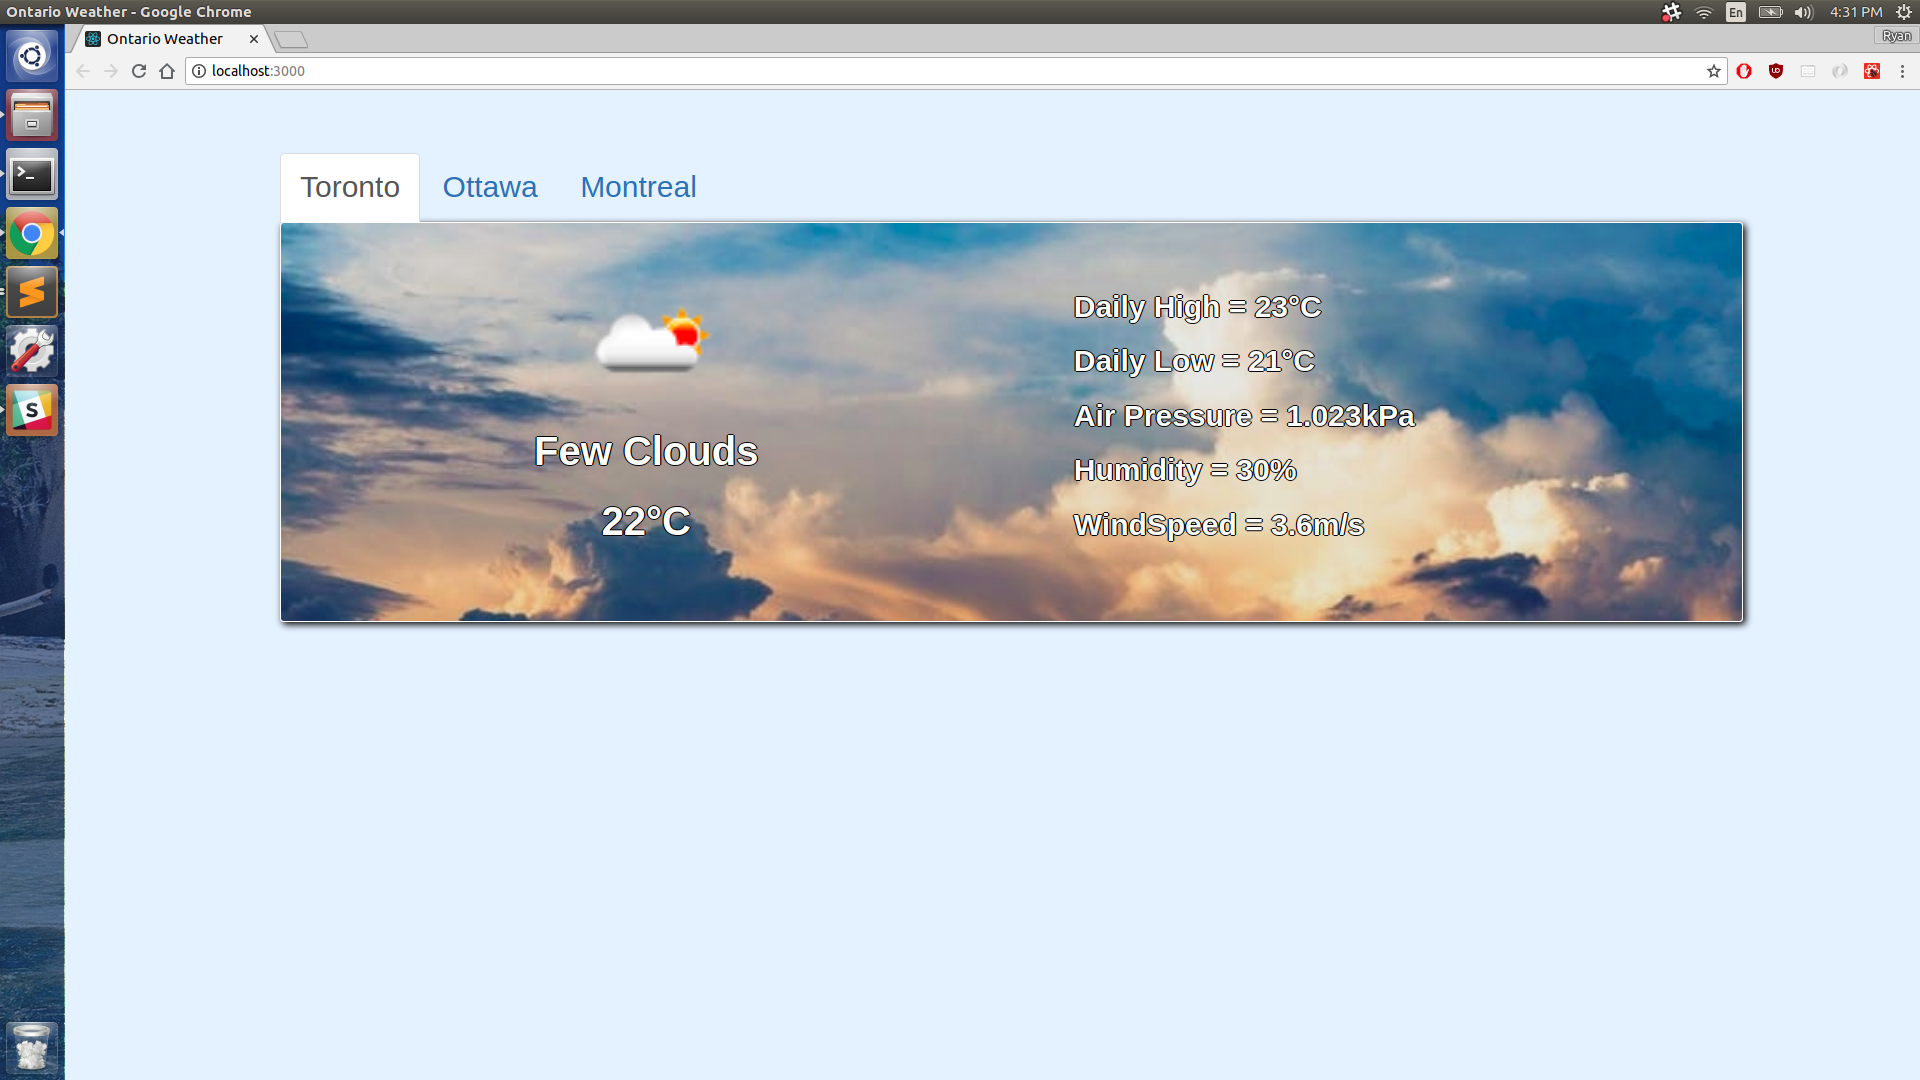 Ontario Weather - Google Chrome
En
4:31 PM
Ontario Weather
Ryan
localhost:3000
Toronto
Ottawa
Montreal
Few Clouds
22°C
Daily High = 23°C
Daily Low = 21°C
Air Pressure = 1.023kPa
Humidity = 30%
WindSpeed = 3.6m/s